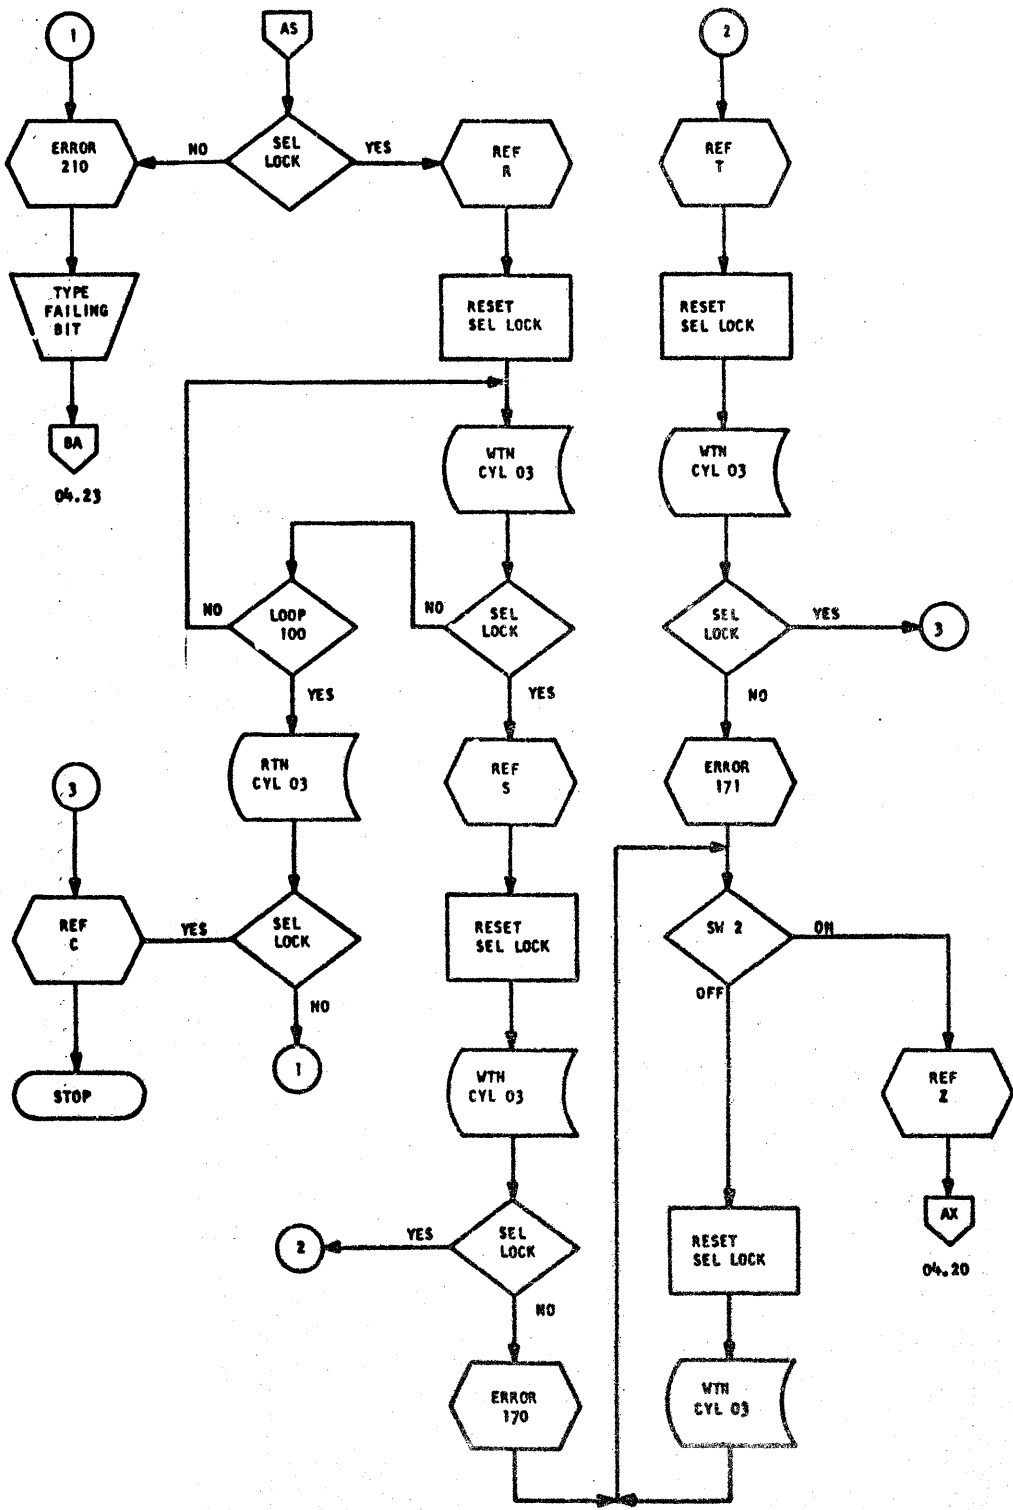 1
AS
2
ERROR
210
NO
SEL
LOCK
YES
REF
R
REF
T
TYPE
FAILING
BIT
RESET
SEL LOCK
RESET
SEL LOCK
BA
04.23
WTN
CYL 03
WTN
CYL 03
NO
LOOP
100
NO
SEL
LOCK
SEL
LOCK
YES
3
YES
YES
NO
3
RTN
CYL 03
REF
S
ERROR
171
REF
C
YES
SEL
LOCK
RESET
SEL LOCK
SW 2
ON
OFF
NO
STOP
1
WTN
CYL 03
REF
Z
2
YES
SEL
LOCK
RESET
SEL LOCK
AX
04.20
NO
ERROR
170
WTN
CYL 03